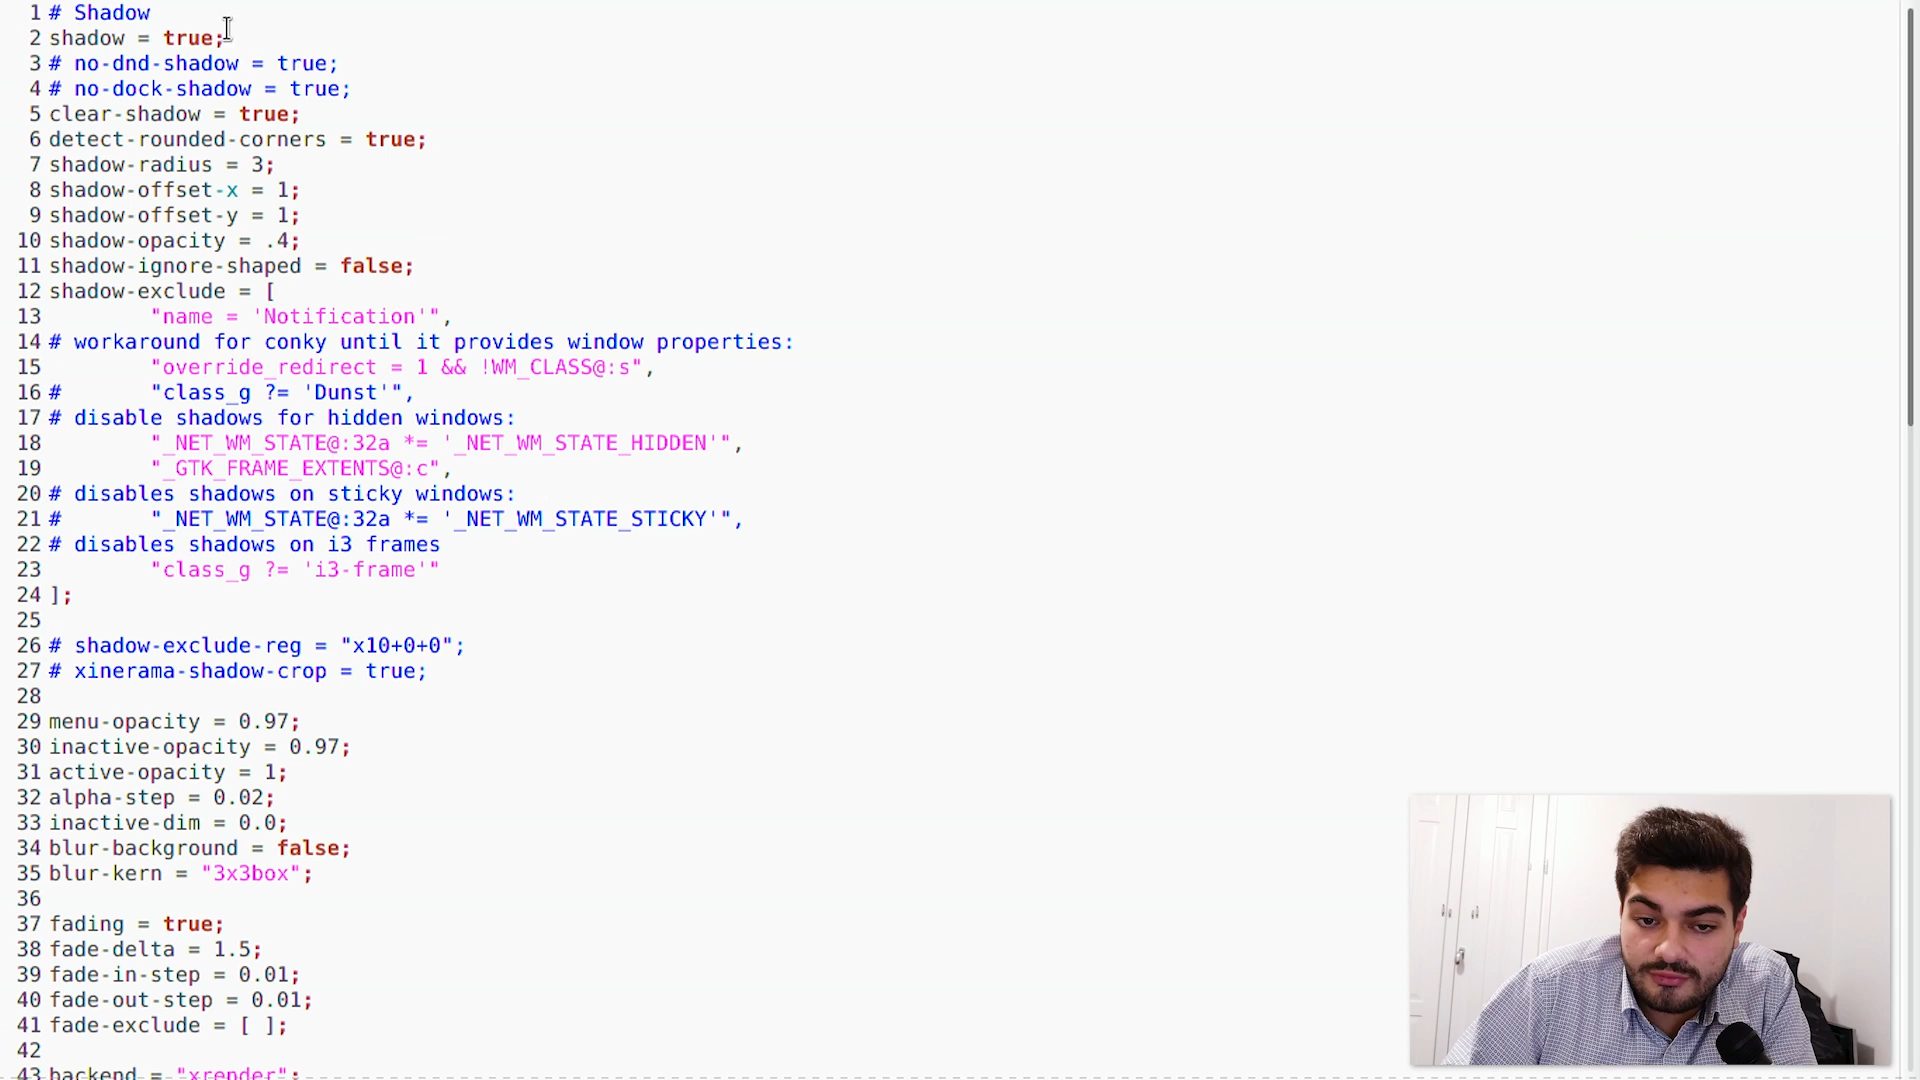 1 # Shadow
2 shadow = true;
3 # no-dnd-shadow = true;
4 # no-dock-shadow = true;
5 clear-shadow = true;
6 detect-rounded-corners = true;
7 shadow-radius = 3;
8 shadow-offset-x = 1;
9 shadow-offset-y = 1;
10 shadow-opacity = .4;
11 shadow-ignore-shaped = false;
12 shadow-exclude = [
13         "name = 'Notification'",
14 # workaround for conky until it provides window properties:
15         "override_redirect = 1 && !WM_CLASS@:s",
16 #       "class_g ?= 'Dunst'",
17 # disable shadows for hidden windows:
18         "_NET_WM_STATE@:32a *= '_NET_WM_STATE_HIDDEN'",
19         "_GTK_FRAME_EXTENTS@:c",
20 # disables shadows on sticky windows:
21 #       "_NET_WM_STATE@:32a *= '_NET_WM_STATE_STICKY'",
22 # disables shadows on i3 frames
23         "class_g ?= 'i3-frame'"
24 ];
25
26 # shadow-exclude-reg = "x10+0+0";
27 # xinerama-shadow-crop = true;
28
29 menu-opacity = 0.97;
30 inactive-opacity = 0.97;
31 active-opacity = 1;
32 alpha-step = 0.02;
33 inactive-dim = 0.0;
34 blur-background = false;
35 blur-kern = "3x3box";
36
37 fading = true;
38 fade-delta = 1.5;
39 fade-in-step = 0.01;
40 fade-out-step = 0.01;
41 fade-exclude = [ ];
42
43 backend = "xrender";